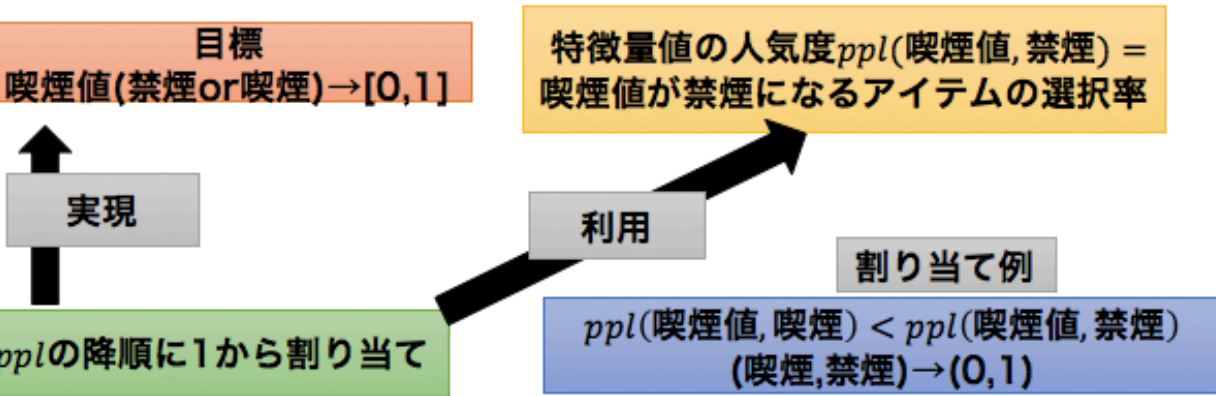 目標
喫煙値(禁煙or喫煙)→[0,1]
特徴量値の人気度ppl(喫煙値,禁煙) =
喫煙値が禁煙になるアイテムの選択率
実現
利用
割り当て例
pplの降順に1から割り当て
ppl(喫煙値,喫煙) < ppl(喫煙値,禁煙)
(喫煙,禁煙)→(0,1)